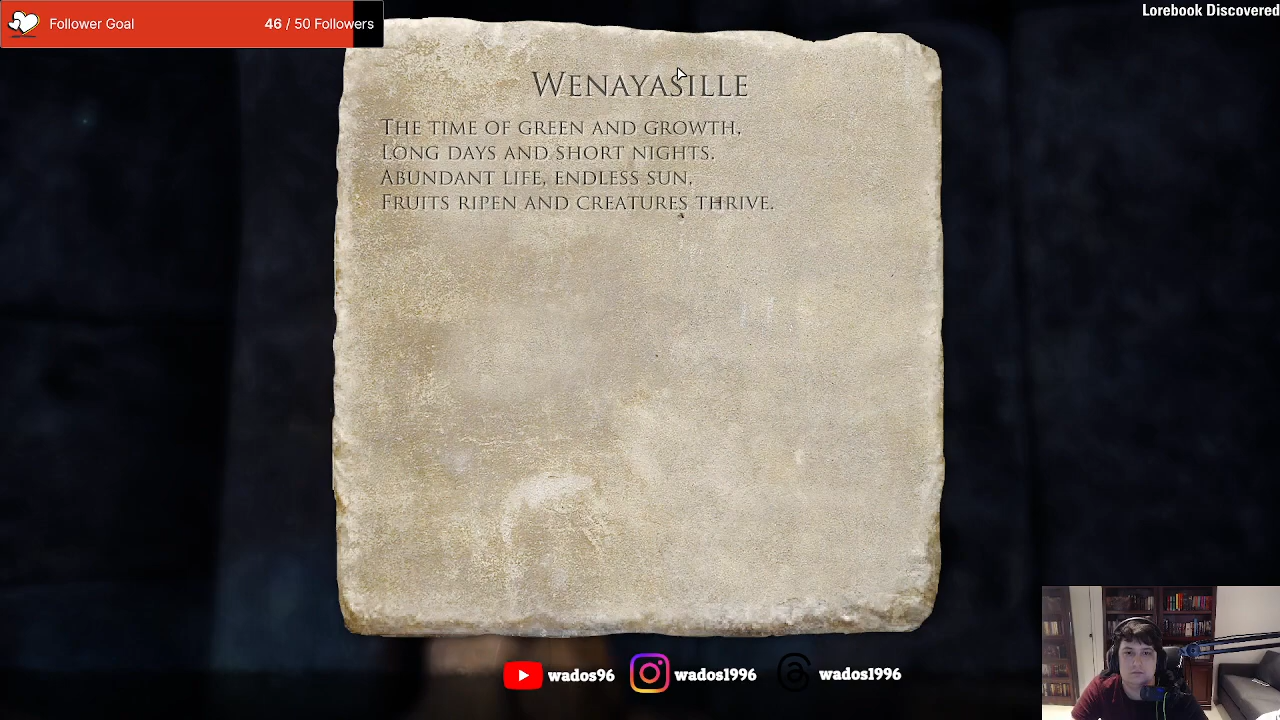 Follower Goal
46 / 50 Followers
Lorebook Discovered
WENAYASILLE
THE TIME OF GREEN AND GROWTH,
LONG DAYS AND SHORT NIGHTS.
ABUNDANT LIFE, ENDLESS SUN,
FRUITS RIPEN AND CREATURES THRIVE.
wados96
wados1996
wados1996